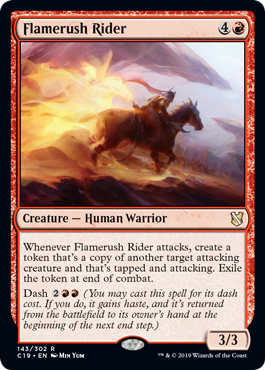 Flamerush Rider 4
Creature — Human Warrior
Whenever Flamerush Rider attacks, create a
token that's a copy of another target attacking
creature and that's tapped and attacking. Exile
the token at end of combat.
Dash 2 (You may cast this spell for its dash
cost. If you do, it gains haste, and it's returned
from the battlefield to its owner's hand at the
beginning of the next end step.)
3/3
143/302 R
C19 • EN Min Yum ™ & © 2019 Wizards of the Coast